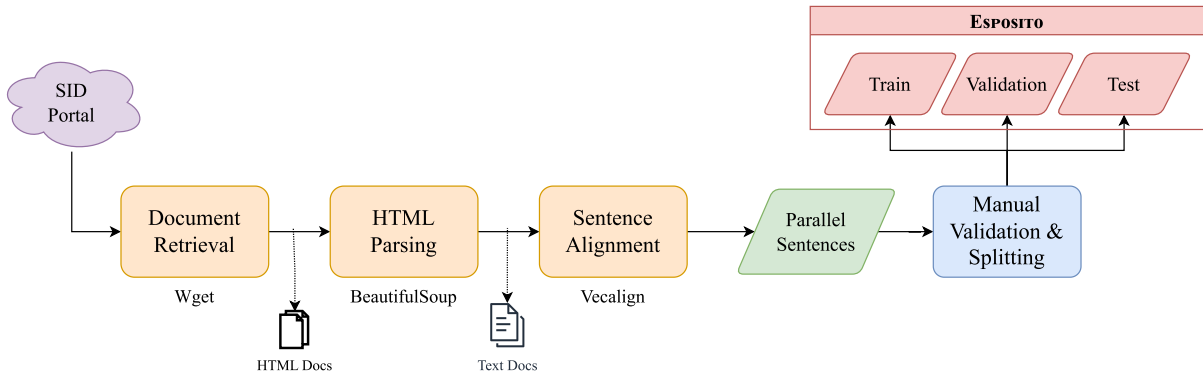 ESPOSITO
Train
Validation
Test
SID
Portal
Document
Retrieval
Wget
HTML
Parsing
BeautifulSoup
Sentence
Alignment
Vecalign
Parallel
Sentences
Manual
Validation &
Splitting
HTML Docs
Text Docs